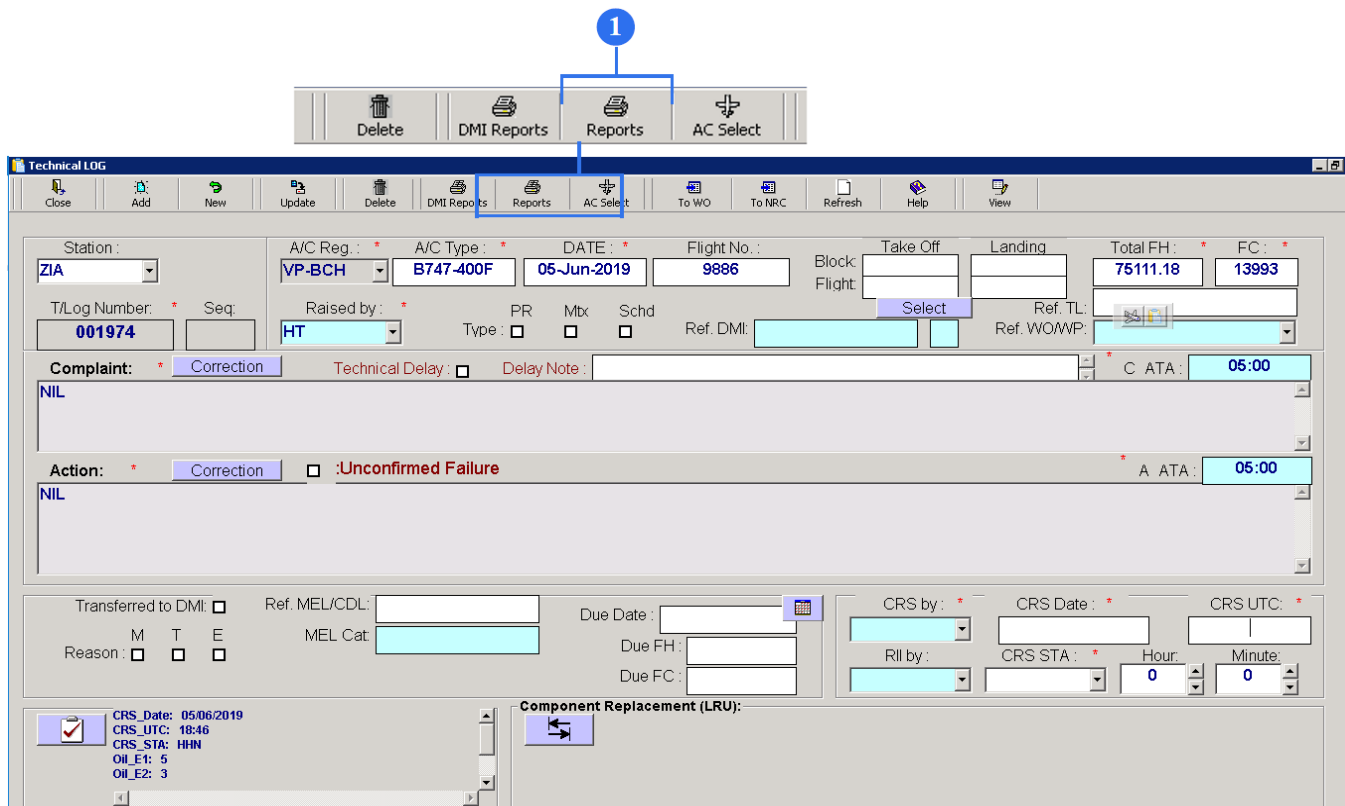 1
Delete DMI Reports Reports AC Select
Technical LOG
Close Add New Update Delete DMI Reports Reports AC Select To WO To NRC Refresh Help View
Station : A/C Reg. : * A/C Type : * DATE : * Flight No. : Take Off Landing Total FH : * FC : *
ZIA VP-BCH B747-400F 05-Jun-2019 9886 Block: 75111.18 13993
Flight:
T/Log Number: * Seq: Raised by : * PR Mtx Schd Select Ref. TL:
001974 HT Type : Ref. DMI: Ref. WO/WP:
Complaint: * Correction Technical Delay : Delay Note : * C ATA : 05:00
NIL
Action: * Correction :Unconfirmed Failure * A ATA : 05:00
NIL
Transferred to DMI: Ref. MEL/CDL: Due Date : CRS by : * CRS Date : * CRS UTC: *
M T E MEL Cat: Due FH :
Reason : RII by : CRS STA : * Hour: Minute:
Due FC : 0 0
CRS_Date: 05/06/2019 Component Replacement (LRU):
CRS_UTC: 18:46
CRS_STA: HHN
Oil_E1: 5
Oil_E2: 3